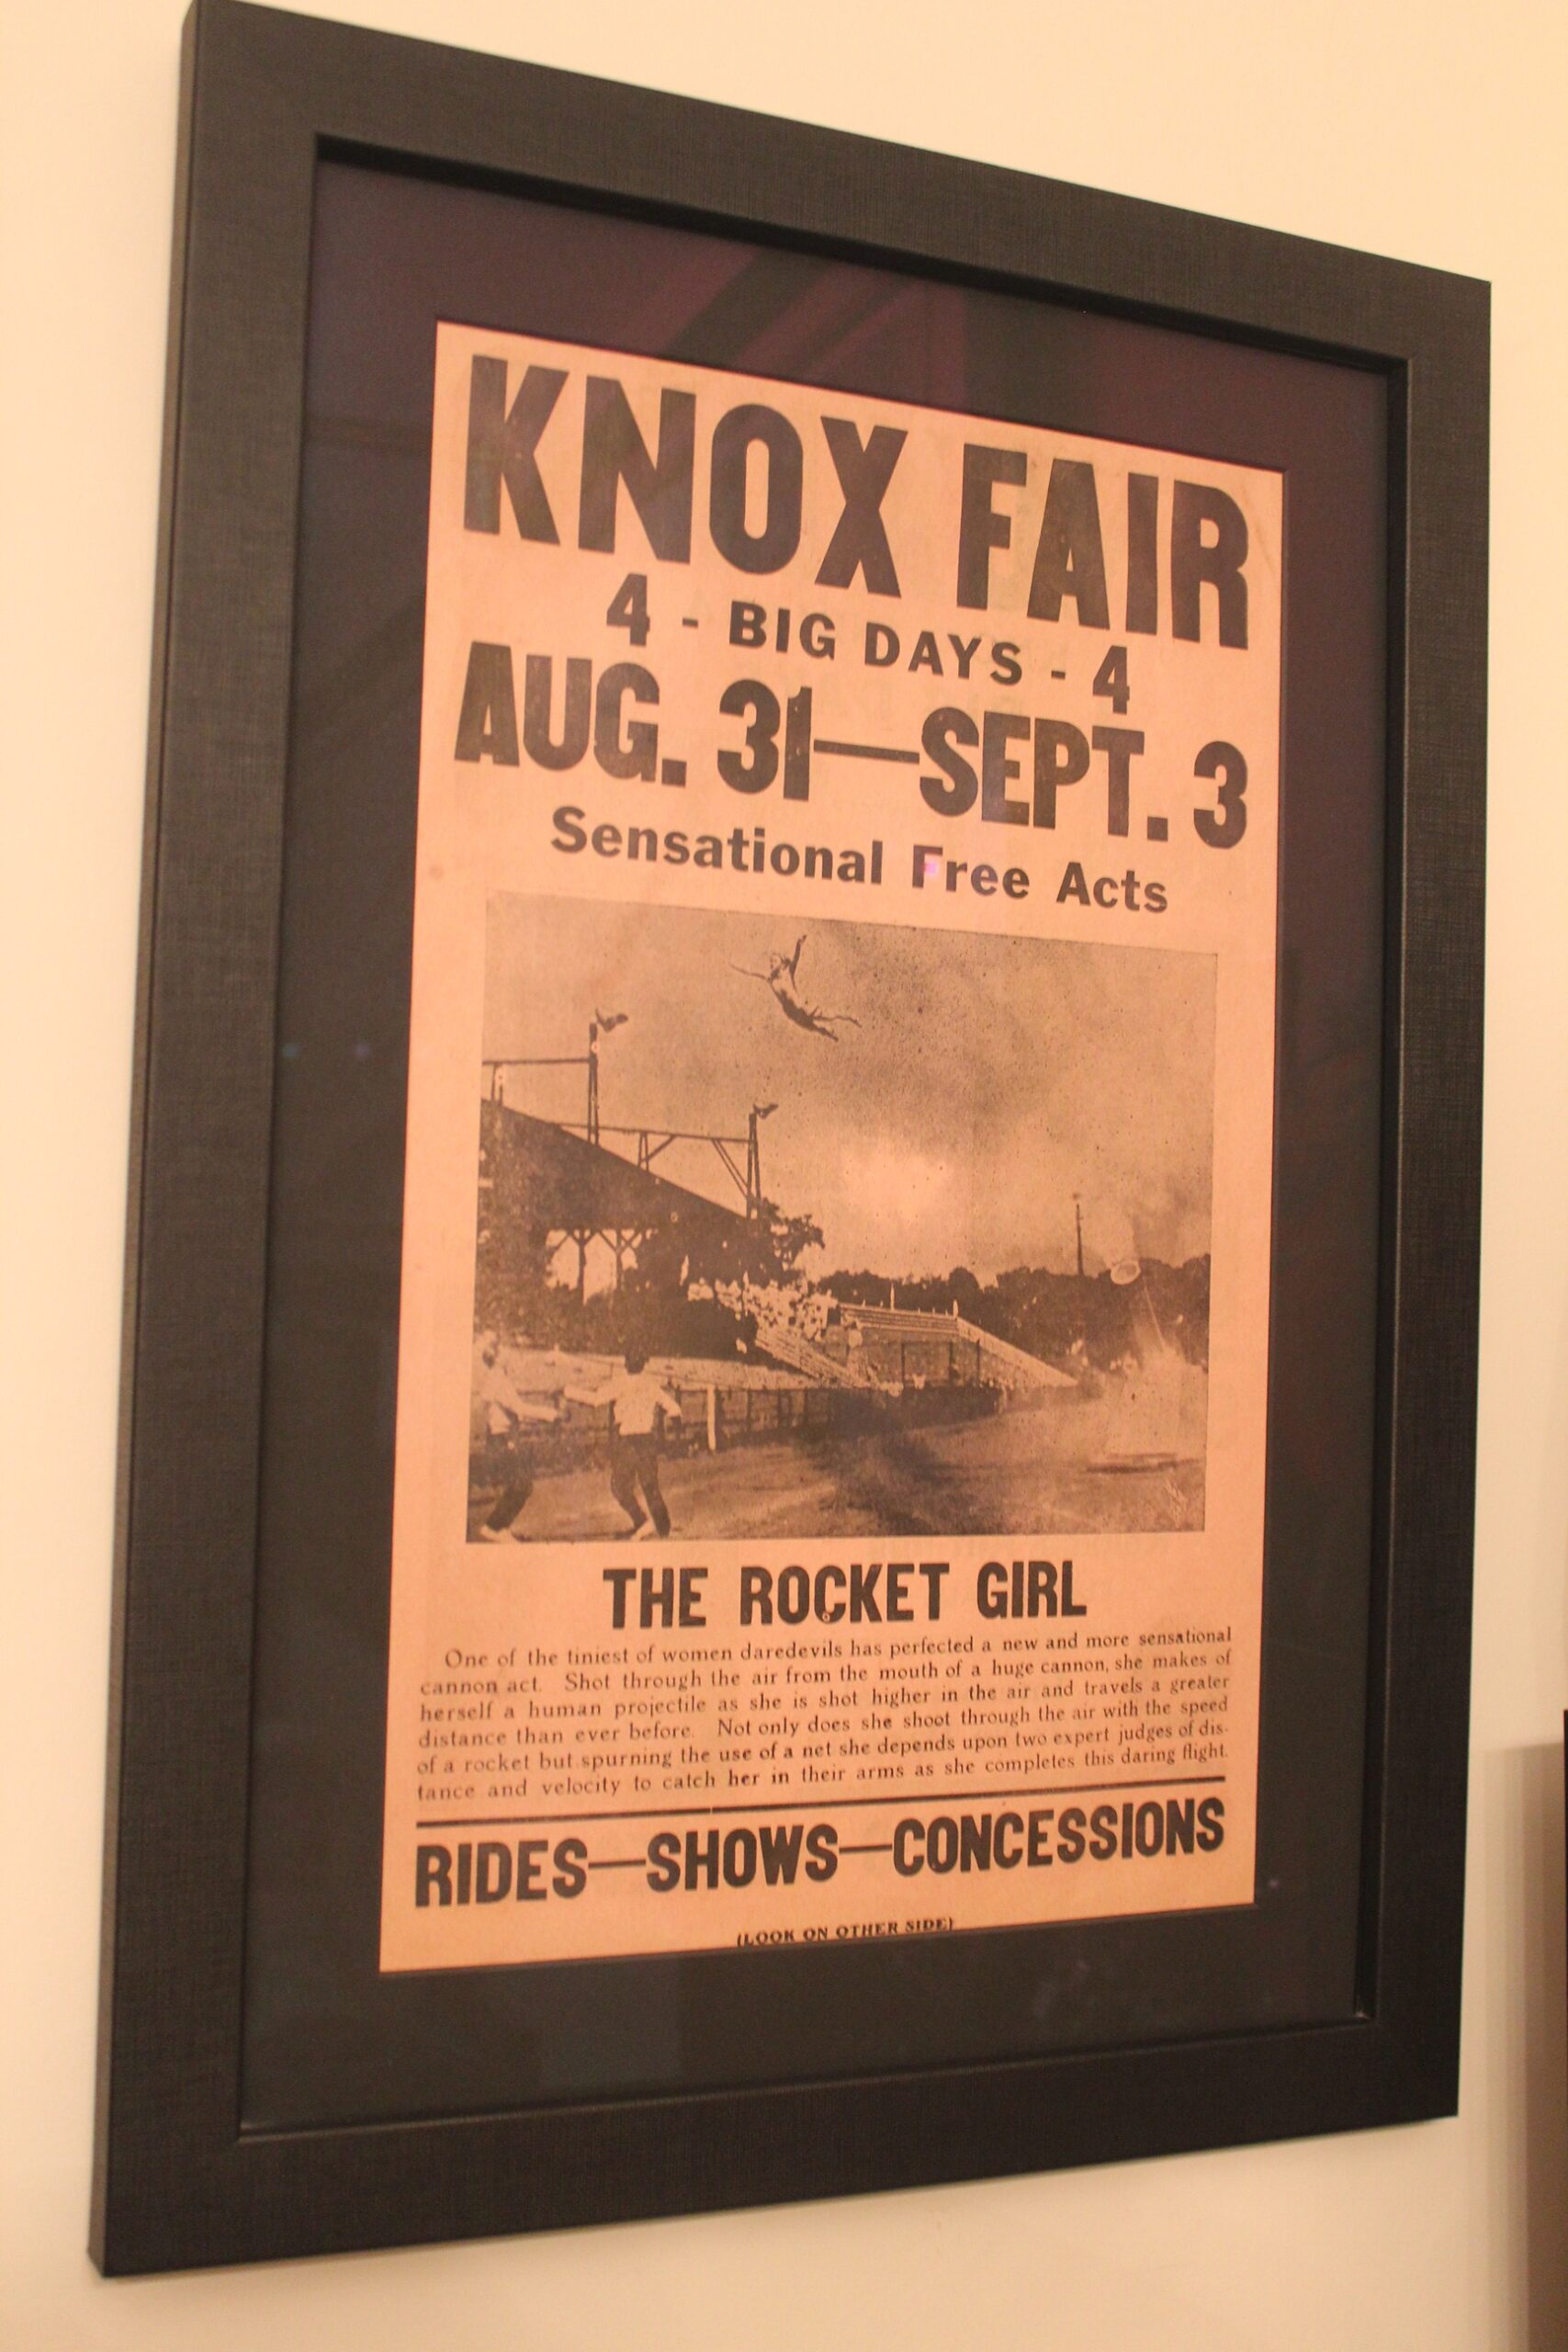 KNOX FAIR
4 - BIG DAYS - 4
AUG. 31—SEPT. 3
Sensational Free Acts
THE ROCKET GIRL
One of the tiniest of women daredevils has perfected a new and more sensational
cannon act. Shot through the air from the mouth of a huge cannon, she makes of
herself a human projectile as she is shot higher in the air and travels a greater
distance than ever before. Not only does she shoot through the air with the speed
of a rocket but spurning the use of a net she depends upon two expert judges of dis-
tance and velocity to catch her in their arms as she completes this daring flight.
RIDES—SHOWS—CONCESSIONS
(LOOK ON OTHER SIDE)